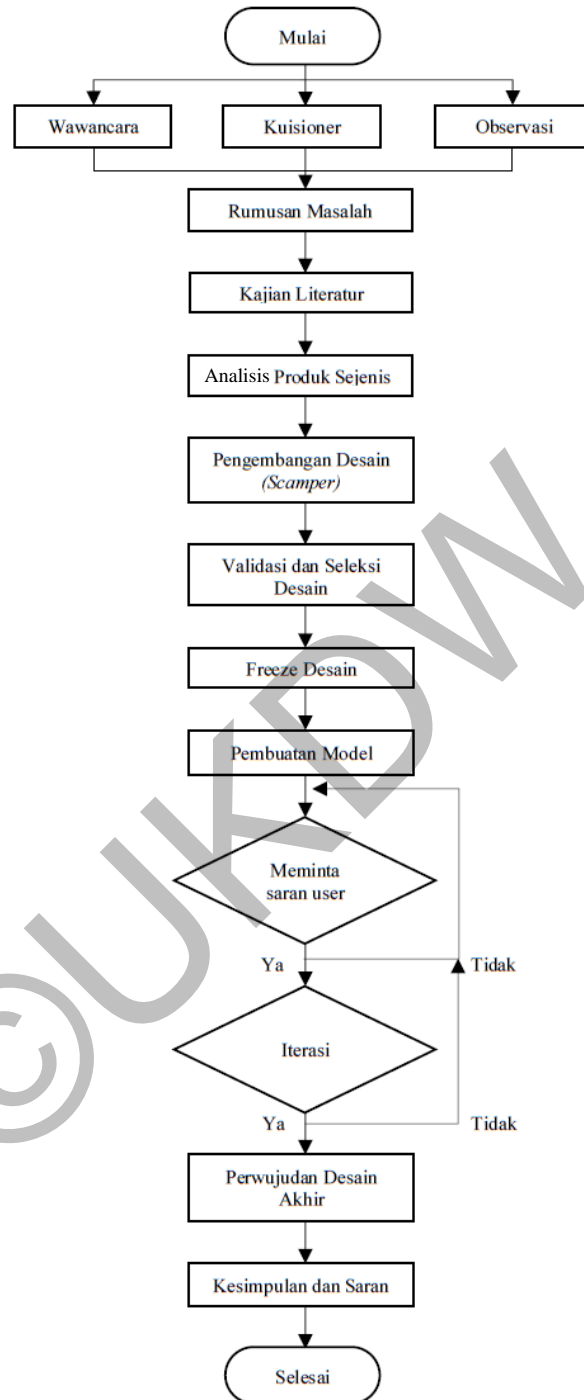 Mulai
Wawancara
Kuisioner
Observasi
Rumusan Masalah
Kajian Literatur
Analisis Produk Sejenis
Pengembangan Desain
(Scamper)
Validasi dan Seleksi
Desain
Freeze Desain
Pembuatan Model
Meminta
saran user
Ya
Tidak
Iterasi
Ya
Tidak
Perwujudan Desain
Akhir
Kesimpulan dan Saran
Selesai
©UKDW